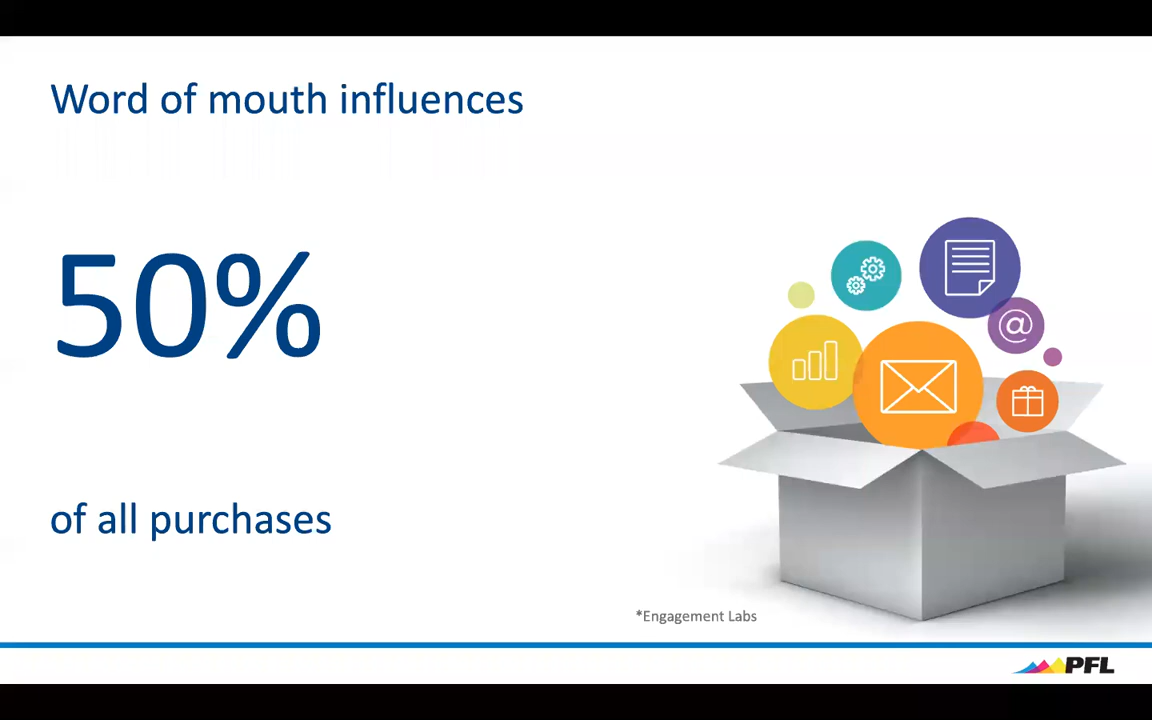 Word of mouth influences
50%
of all purchases
@
*Engagement Labs
PFL